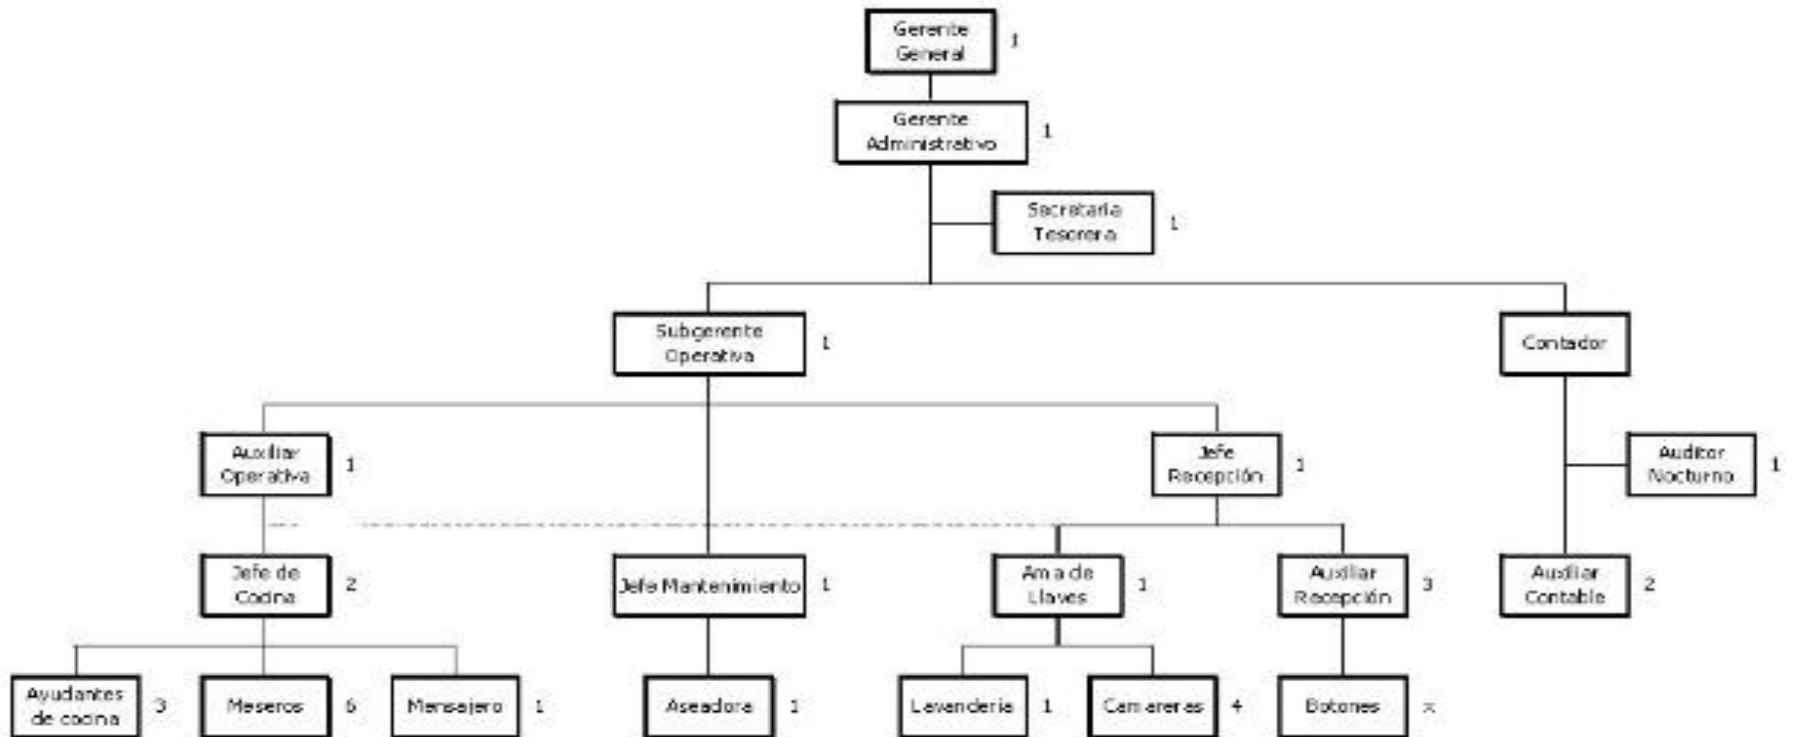 Gerente
General
1
Gerente
Administrativo
1
Secretaria
Tesorera
1
Subgerente
Operativa
1
Contador
Auxiliar
Operativa
1
Jefe
Recepción
1
Auditor
Nocturno
1
Jefe de
Cocina
2
Jefe Mantenimiento
1
Ama de
Llaves
1
Auxiliar
Recepción
3
Auxiliar
Contable
2
Ayudantes
de cocina
3
Meseros
6
Mensajero
1
Aseadora
1
Lavandería
1
Camareras
4
Botones